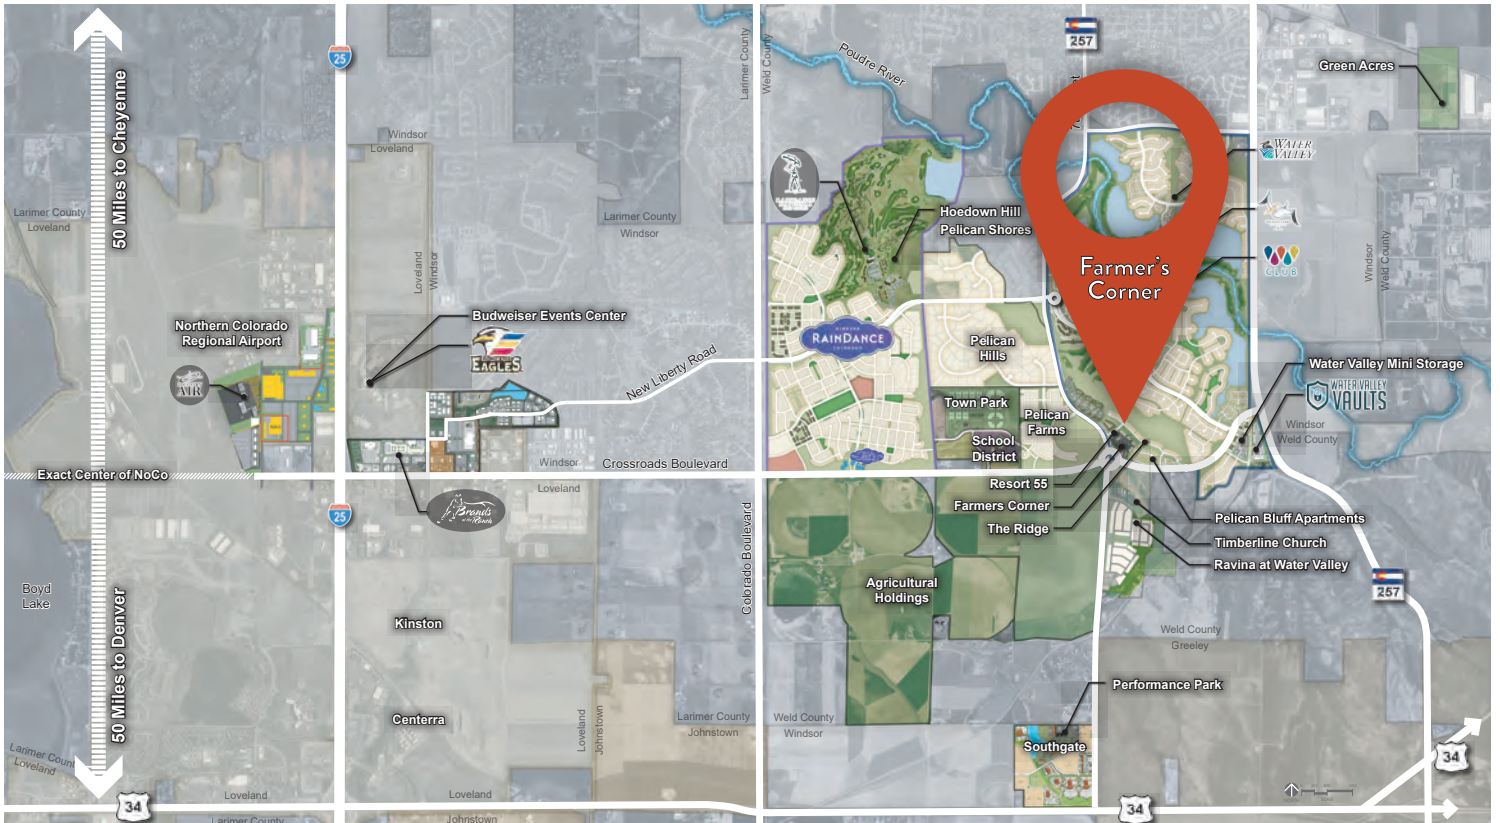 50 Miles to Cheyenne
25
Larimer County
Weld County
Poudre River
257
Green Acres
Windsor
Loveland
WATER
VALLEY
Larimer County
Loveland
Larimer County
Windsor
Hoedown Hill
Pelican Shores
Loveland
Windsor
Farmer's
Corner
CLUB
Windsor
Weld County
Northern Colorado
Regional Airport
AIR
Budweiser Events Center
EAGLES
New Liberty Road
RAINDANCE
Pelican
Hills
Water Valley Mini Storage
WATER VALLEY
VAULTS
Town Park
Pelican
Farms
School
District
Windsor
Weld County
Exact Center of NoCo
Windsor
Crossroads Boulevard
Loveland
Resort 55
Farmers Corner
The Ridge
25
Brands
at the Ranch
Colorado Boulevard
Pelican Bluff Apartments
Timberline Church
Ravina at Water Valley
Boyd
Lake
50 Miles to Denver
Agricultural
Holdings
257
Kinston
Weld County
Greeley
Performance Park
Centerra
Loveland
Johnstown
Larimer County
Johnstown
Weld County
Windsor
Southgate
Larimer County
Loveland
34
34
Loveland
Loveland
34
Larimer County
Johnstown